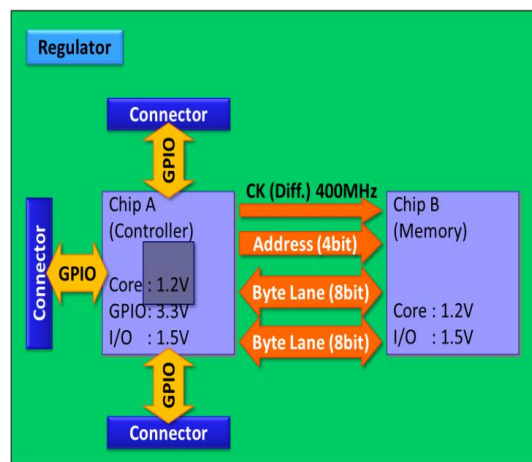 Regulator
Connector
GPIO
CK (Diff.) 400MHz
Chip A
(Controller)
Core : 1.2V
GPIO: 3.3V
I/O : 1.5V
Address (4bit)
Byte Lane (8bit)
Byte Lane (8bit)
Chip B
(Memory)
Core : 1.2V
I/O : 1.5V
Connector
GPIO
GPIO
Connector